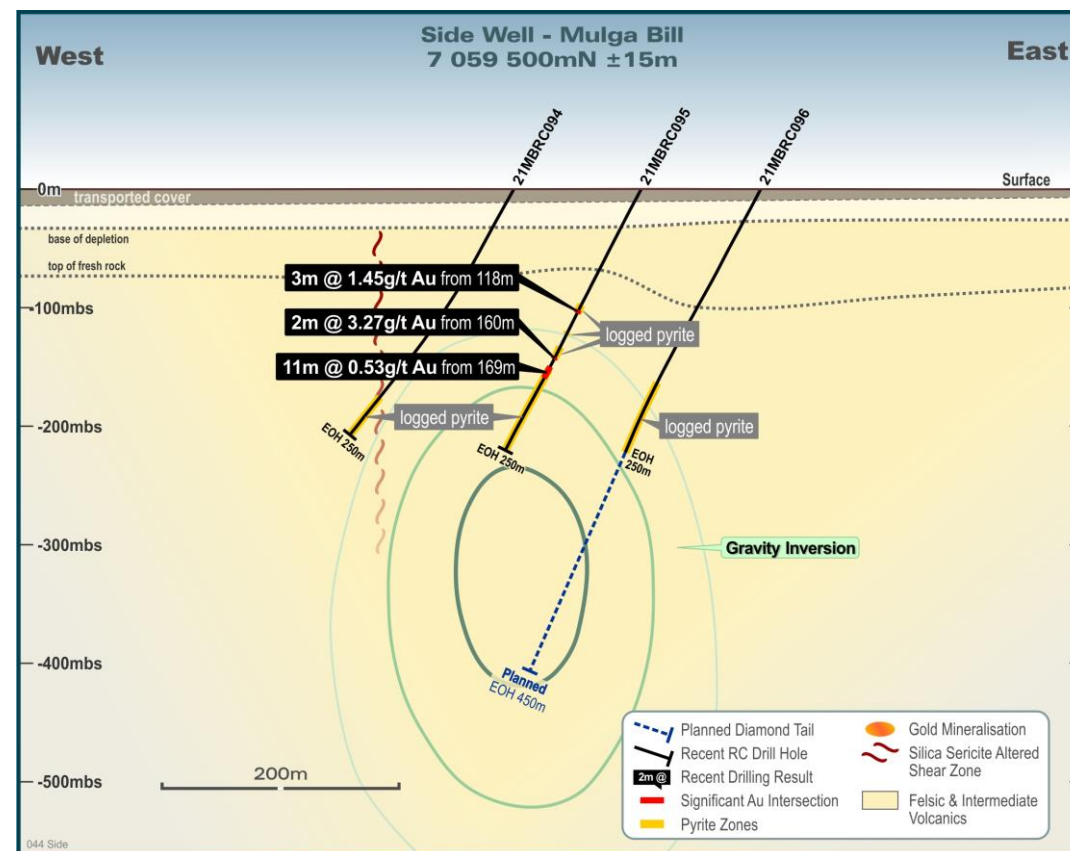 Side Well - Mulga Bill
7 059 500mN ±15m
West
East
21MBRC094
21MBRC095
21MBRC096
Surface
0m
transported cover
base of depletion
top of fresh rock
3m @ 1.45g/t Au from 118m
-100mbs
2m @ 3.27g/t Au from 160m
logged pyrite
11m @ 0.53g/t Au from 169m
logged pyrite
logged pyrite
-200mbs
EOH 250m
EOH 250m
EOH
250m
-300mbs
Gravity Inversion
-400mbs
Planned
EOH 450m
-500mbs
200m
Planned Diamond Tail
Recent RC Drill Hole
2m @
Recent Drilling Result
Significant Au Intersection
Pyrite Zones
Gold Mineralisation
Silica Sericite Altered
Shear Zone
Felsic & Intermediate
Volcanics
044 Side